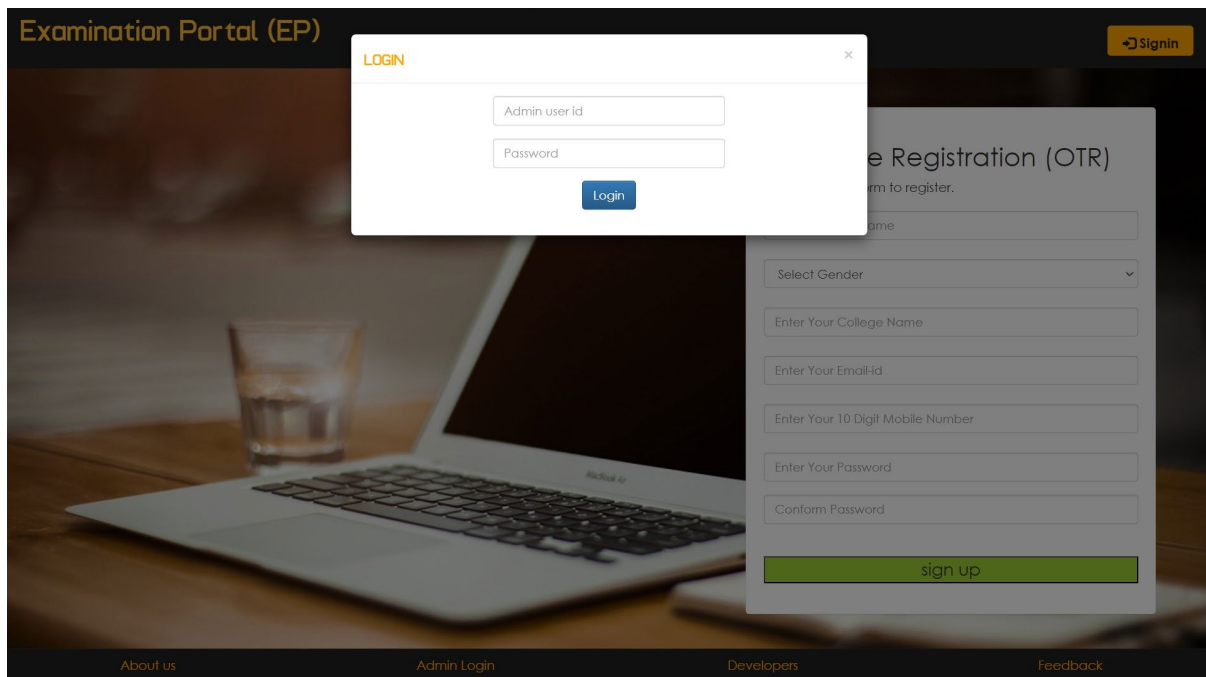 Examination Portal (EP)
Signin
LOGIN
×
Admin user id
Password
Login
e Registration (OTR)
rm to register.
ame
Select Gender
Enter Your College Name
Enter Your Email-id
Enter Your 10 Digit Mobile Number
Enter Your Password
Conform Password
sign up
MacBook Air
About us
Admin Login
Developers
Feedback